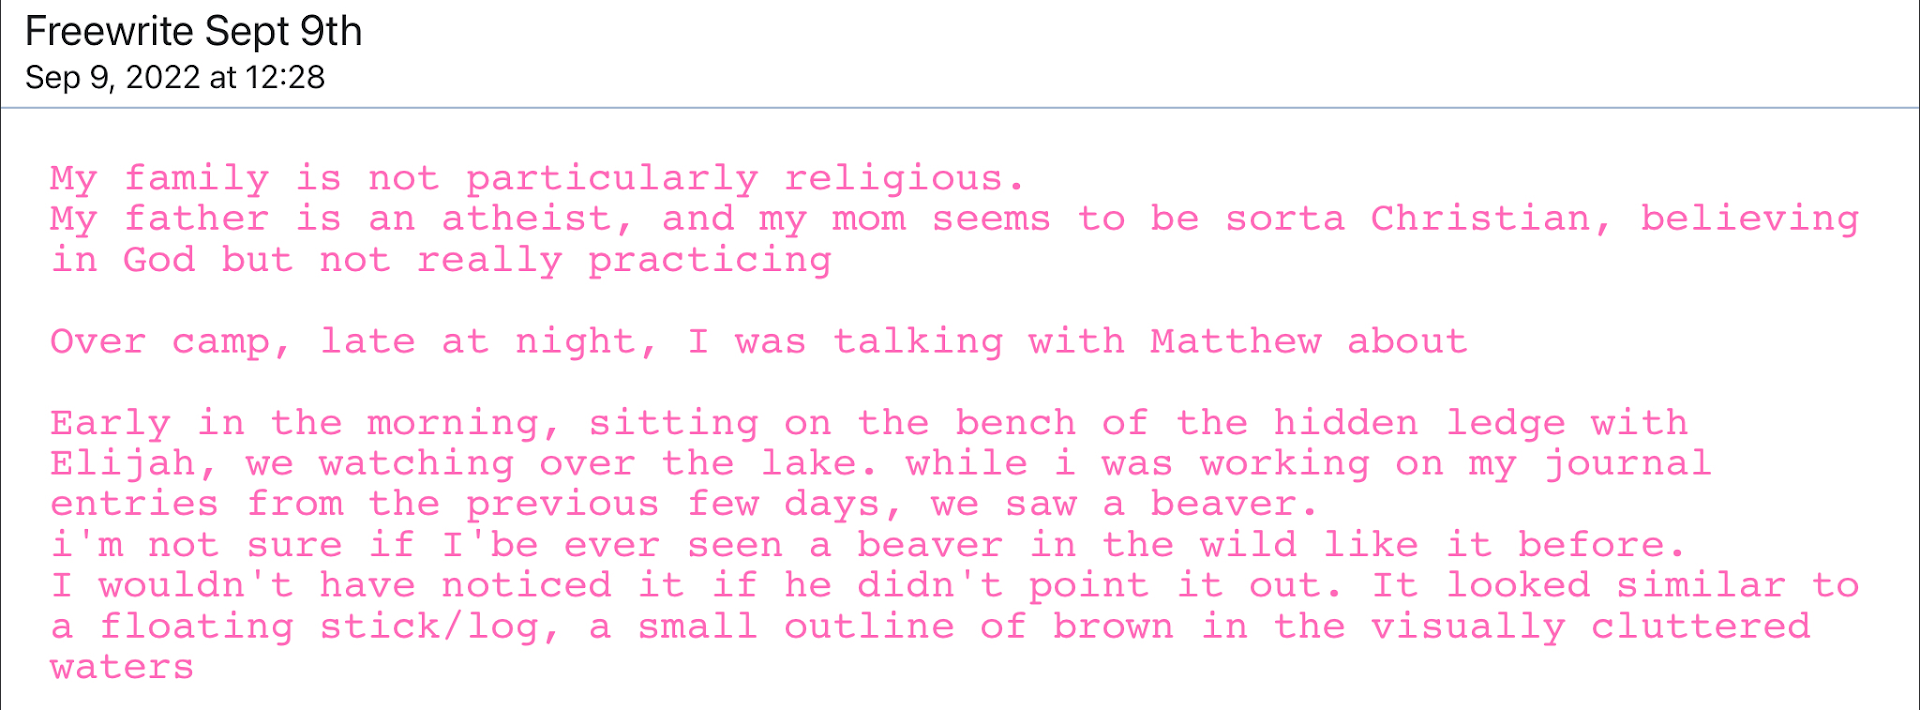 Freewrite Sept 9th
Sep 9, 2022 at 12:28
My family is not particularly religious.
My father is an atheist, and my mom seems to be sorta Christian, believing
in God but not really practicing
Over camp, late at night, I was talking with Matthew about
Early in the morning, sitting on the bench of the hidden ledge with
Elijah, we watching over the lake. while i was working on my journal
entries from the previous few days, we saw a beaver.
i'm not sure if I'be ever seen a beaver in the wild like it before.
I wouldn't have noticed it if he didn't point it out. It looked similar to
a floating stick/log, a small outline of brown in the visually cluttered
waters